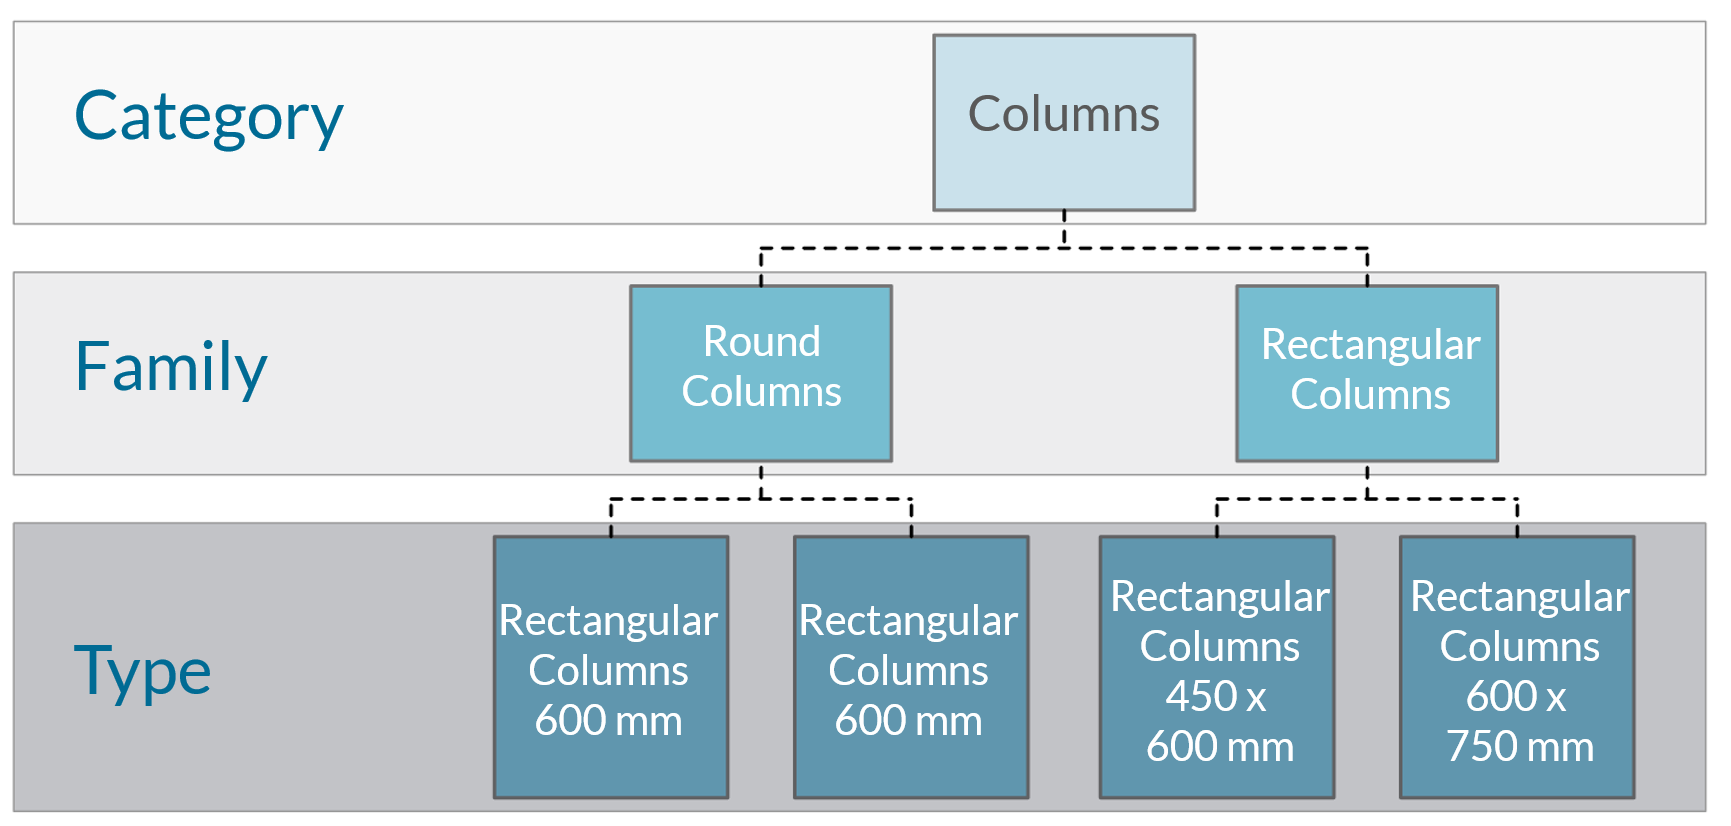 Category
Columns
Family
Round
Columns
Rectangular
Columns
Type
Rectangular
Columns
600 mm
Rectangular
Columns
600 mm
Rectangular
Columns
450 x
600 mm
Rectangular
Columns
600 x
750 mm